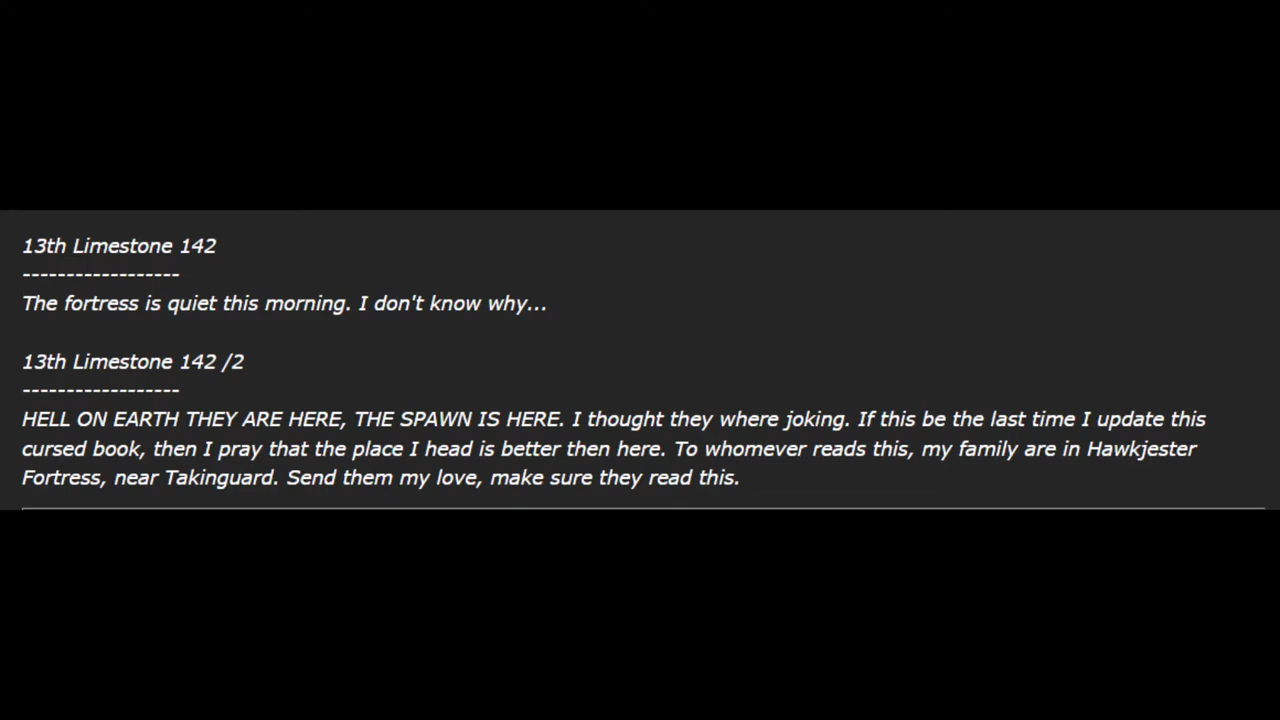 13th Limestone 142
------------------
The fortress is quiet this morning. I don't know why...
13th Limestone 142 /2
------------------
HELL ON EARTH THEY ARE HERE, THE SPAWN IS HERE. I thought they where joking. If this be the last time I update this
cursed book, then I pray that the place I head is better then here. To whomever reads this, my family are in Hawkjester
Fortress, near Takinguard. Send them my love, make sure they read this.